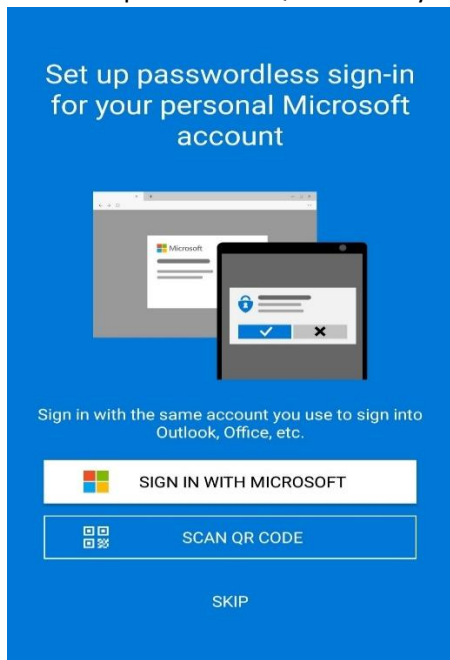 Set up passwordless sign-in
for your personal Microsoft
account
Microsoft
Sign in with the same account you use to sign into
Outlook, Office, etc.
SIGN IN WITH MICROSOFT
SCAN QR CODE
SKIP